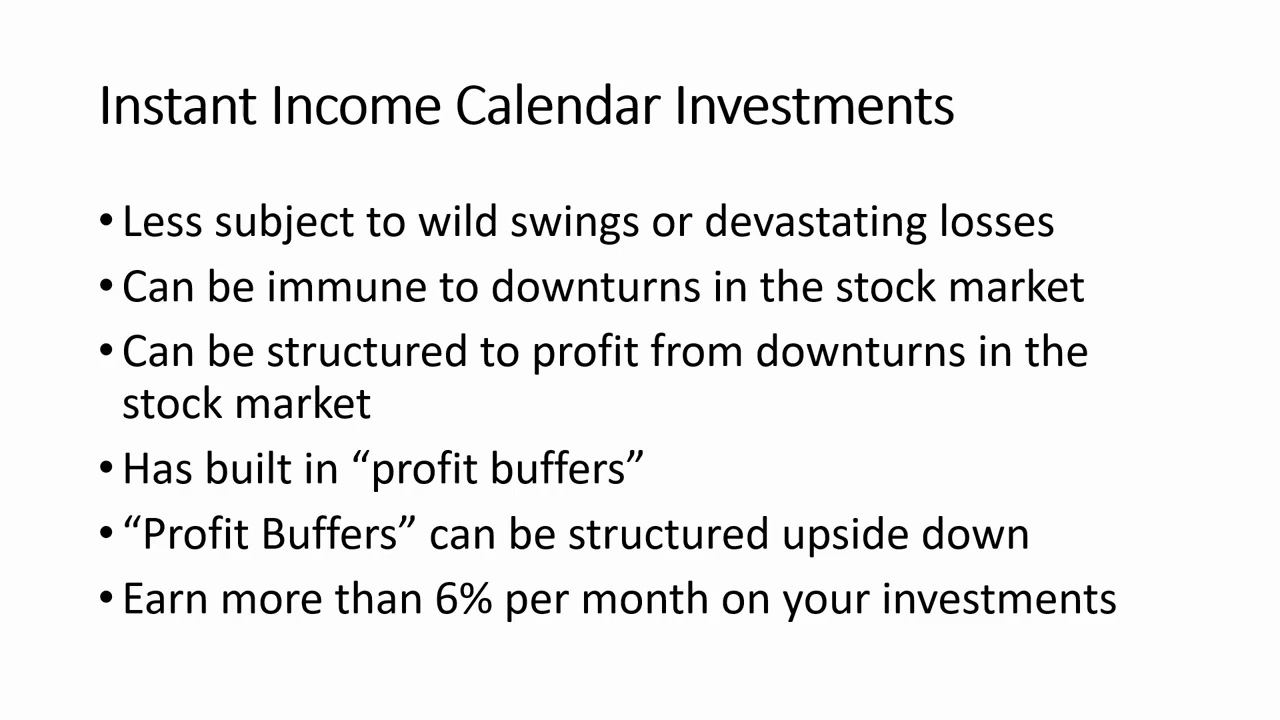 Instant Income Calendar Investments
• Less subject to wild swings or devastating losses
• Can be immune to downturns in the stock market
• Can be structured to profit from downturns in the
stock market
• Has built in “profit buffers”
• “Profit Buffers” can be structured upside down
• Earn more than 6% per month on your investments